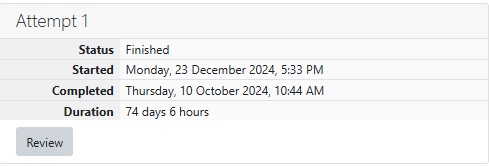 Attempt 1
Status Finished
Started Monday, 23 December 2024, 5:33 PM
Completed Thursday, 10 October 2024, 10:44 AM
Duration 74 days 6 hours
Review